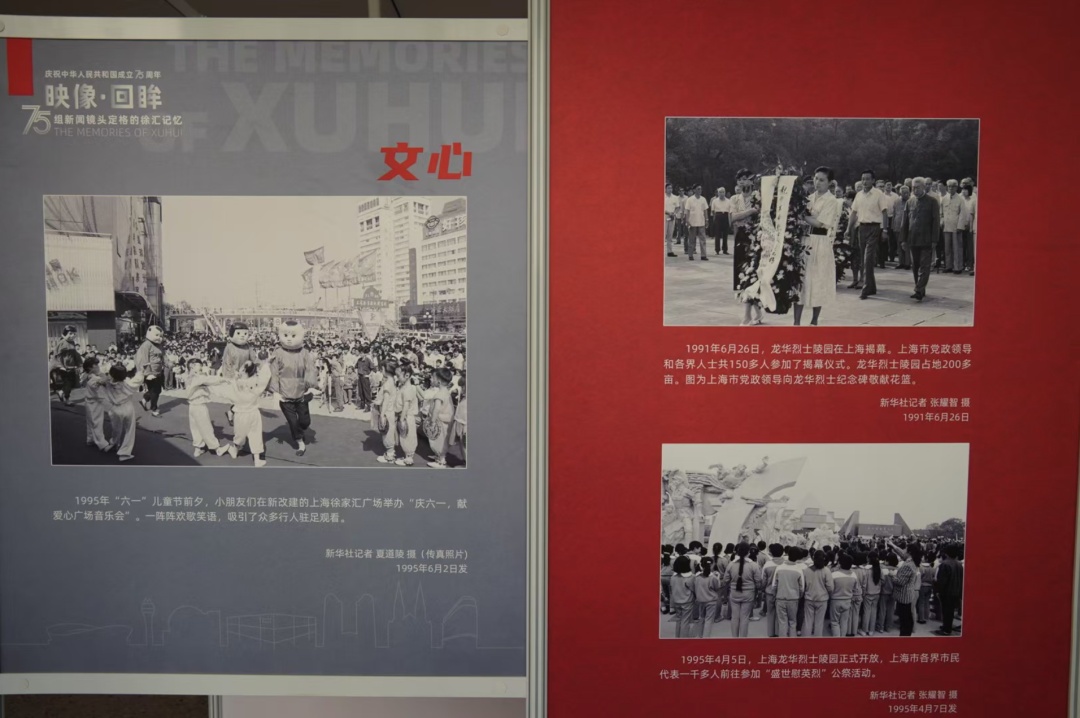 THE MEMORIES
OF XUHUI
庆祝中华人民共和国成立75周年
映像·回眸
75组新闻镜头定格的徐汇记忆
THE MEMORIES OF XUHUI
文心
1995年“六一”儿童节前夕，小朋友们在新改建的上海徐家汇广场举办“庆六一，献
爱心广场音乐会”。一阵阵欢歌笑语，吸引了众多行人驻足观看。
新华社记者 夏道陵 摄（传真照片）
1995年6月2日发
1991年6月26日，龙华烈士陵园在上海揭幕。上海市党政领导
和各界人士共150多人参加了揭幕仪式。龙华烈士陵园占地200多
亩。图为上海市党政领导向龙华烈士纪念碑敬献花篮。
新华社记者 张耀智 摄
1991年6月26日
1995年4月5日，上海龙华烈士陵园正式开放，上海市各界市民
代表一千多人前往参加“盛世慰英烈”公祭活动。
新华社记者 张耀智 摄
1995年4月7日发